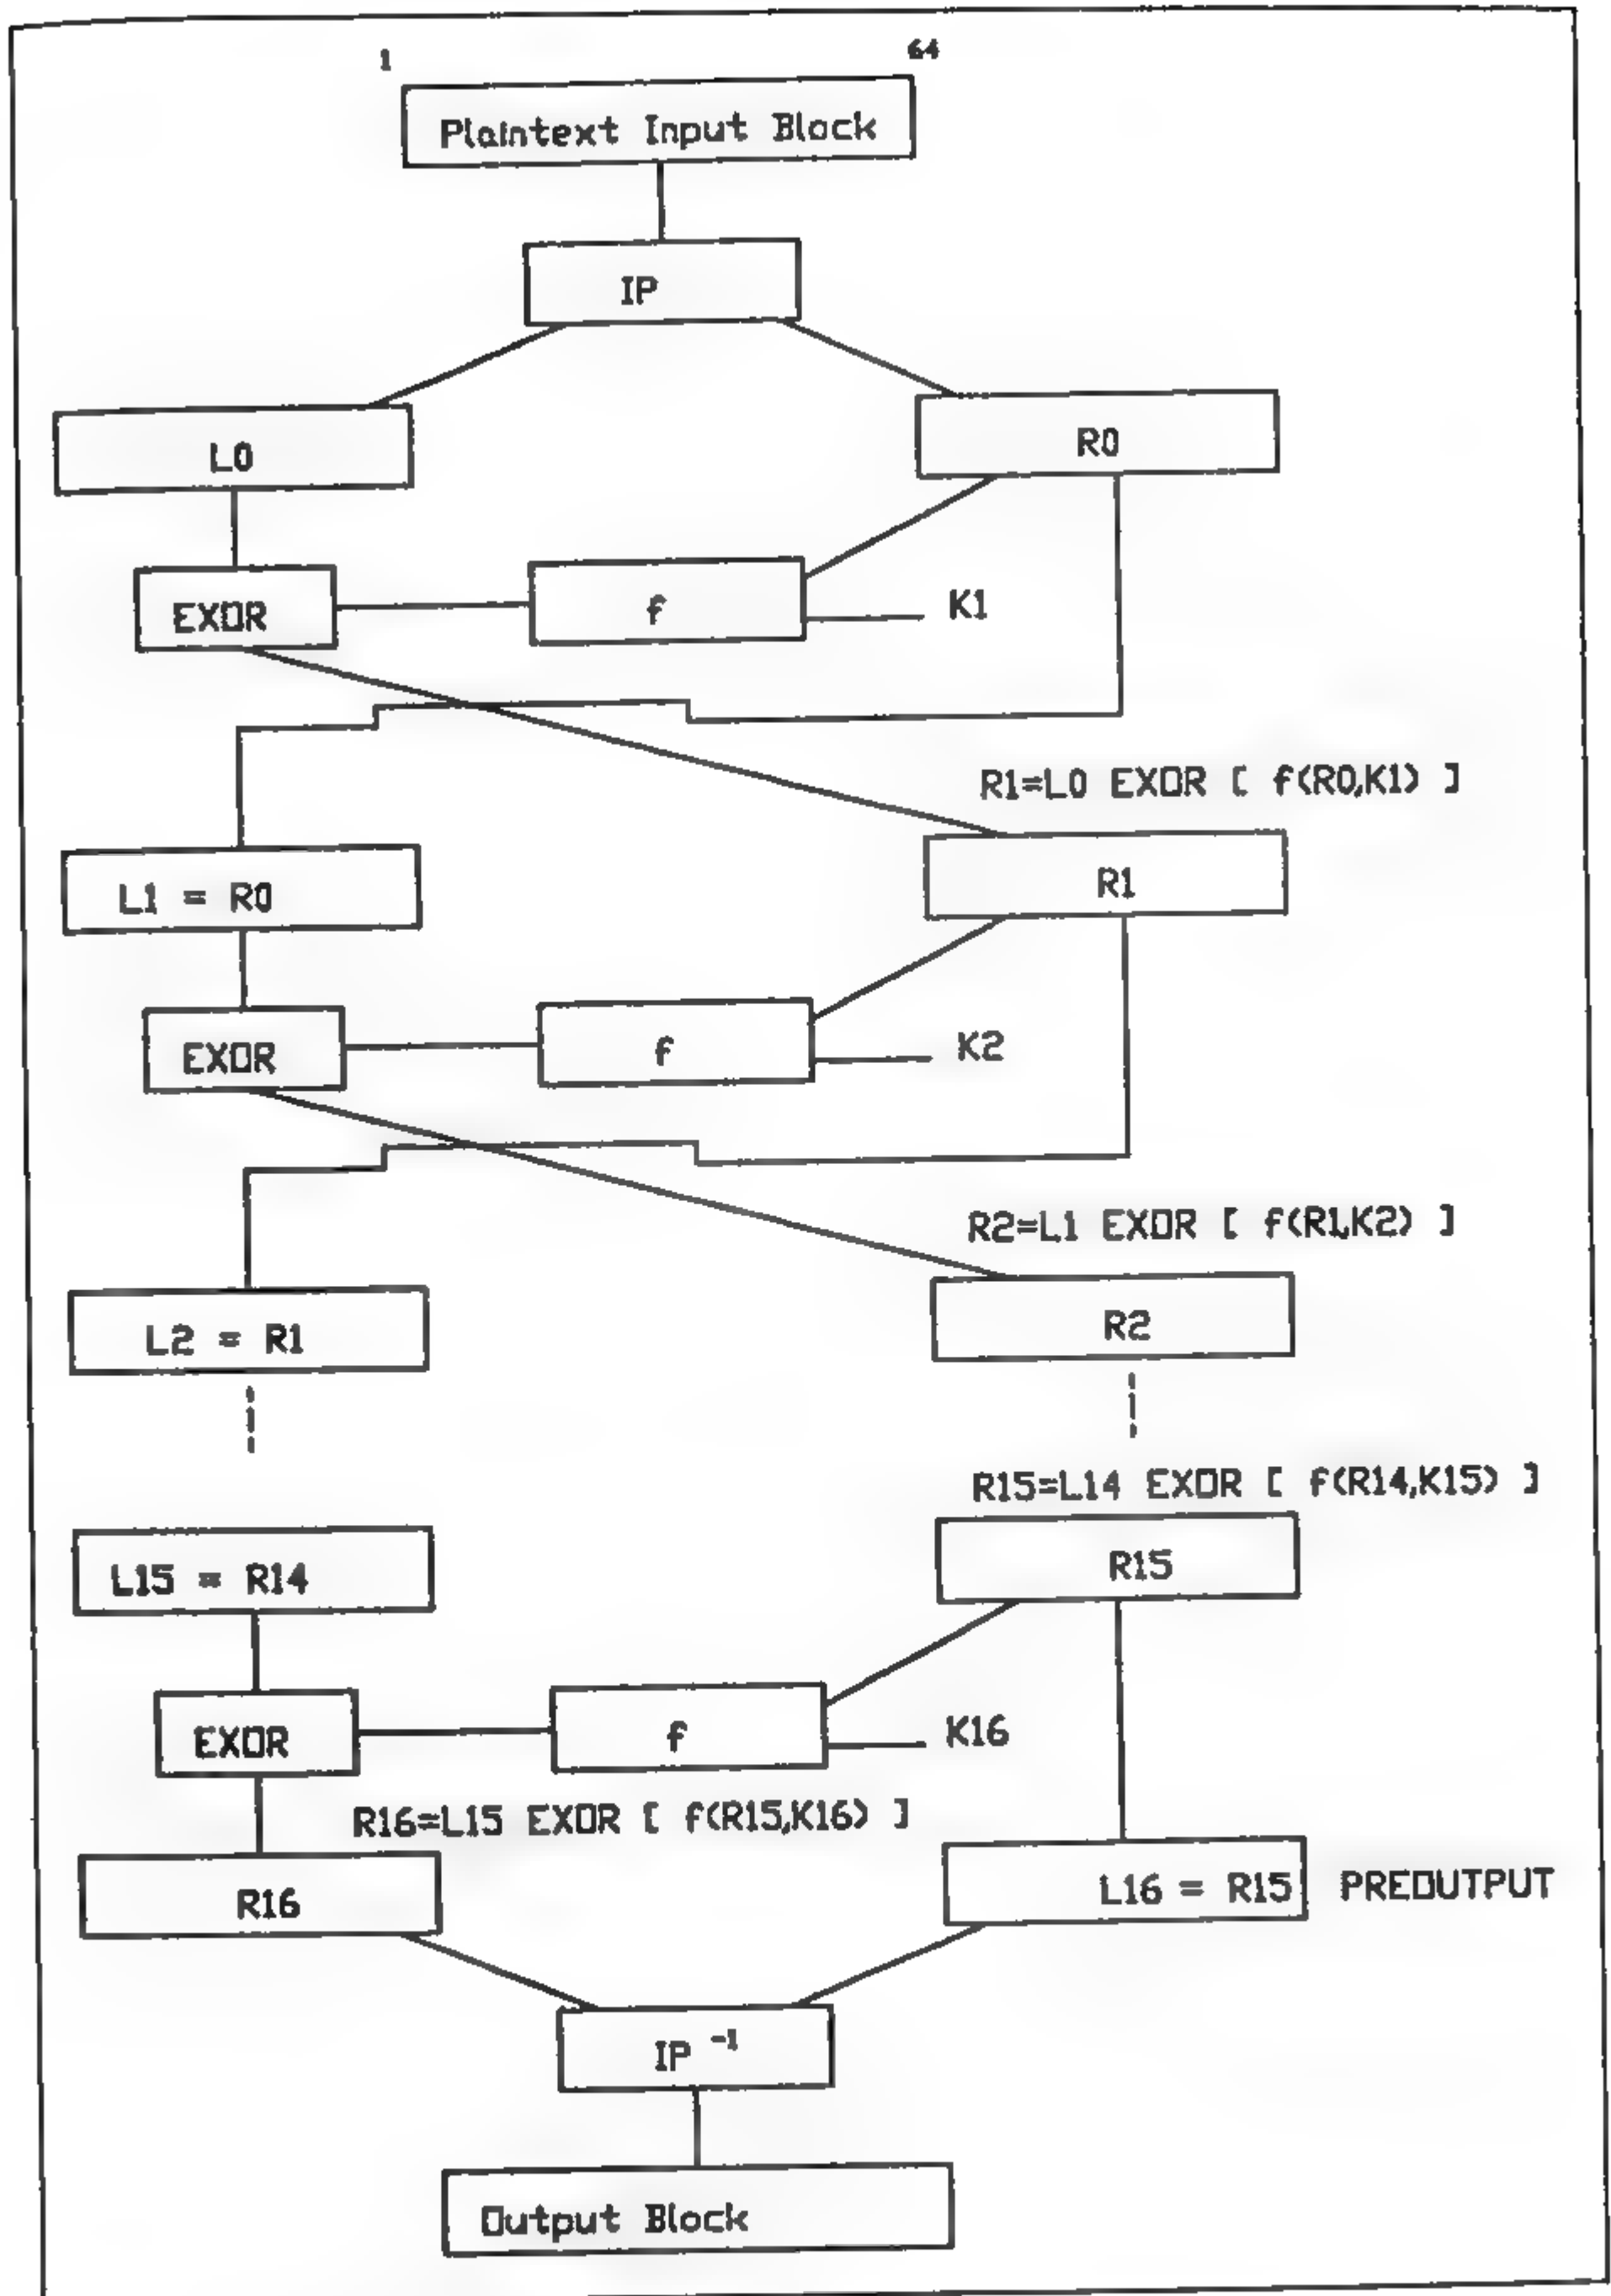 1 64
Plaintext Input Block
IP
L0 R0
EXOR f K1
R1=L0 EXOR [ f(R0,K1) ]
L1 = R0 R1
EXOR f K2
R2=L1 EXOR [ f(R1,K2) ]
L2 = R1 R2
R15=L14 EXOR [ f(R14,K15) ]
L15 = R14 R15
EXOR f K16
R16=L15 EXOR [ f(R15,K16) ]
R16 L16 = R15 PREOUTPUT
IP -1
Output Block